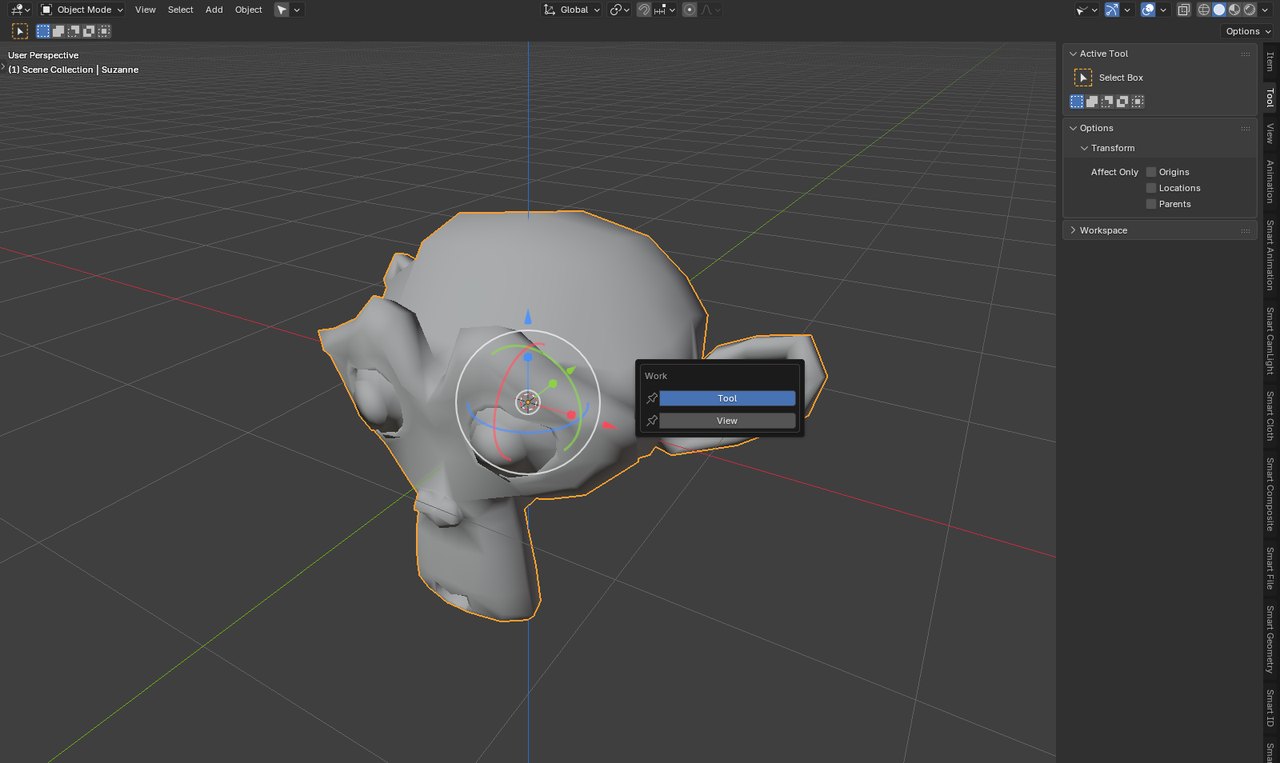 Object Mode View Select Add Object Global
Options
User Perspective
(1) Scene Collection | Suzanne
Active Tool
Select Box
Options
Transform
Affect Only Origins
Locations
Parents
Workspace
Work
Tool
View
Item
Tool
View
Animation
Smart Animation
Smart CamLight
Smart Cloth
Smart Composite
Smart File
Smart Geometry
Smart ID